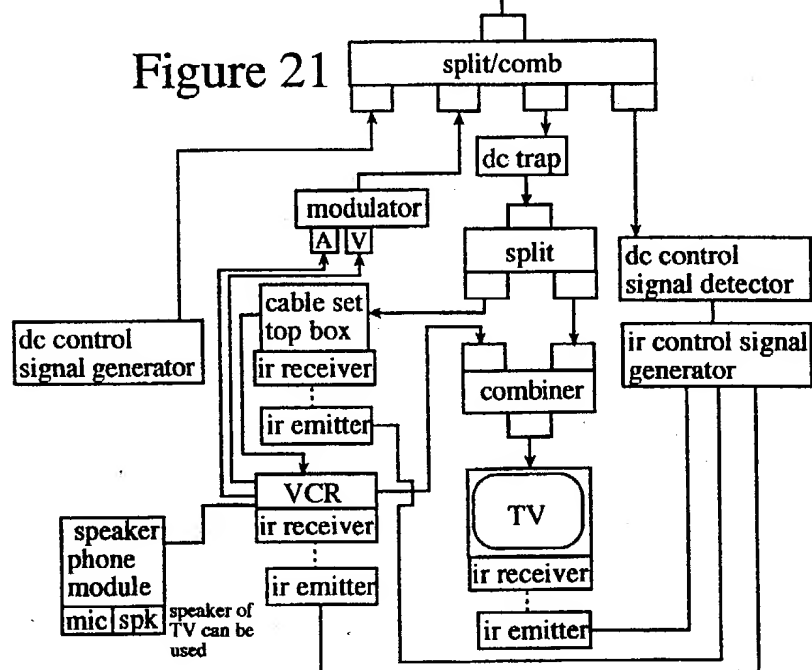 Figure 21
split/comb
dc trap
modulator
A V
split
dc control
signal detector
cable set
top box
ir receiver
dc control
signal generator
ir control signal
generator
combiner
ir emitter
VCR
ir receiver
TV
ir receiver
speaker
phone
module
mic spk
speaker of
TV can be
used
ir emitter
ir emitter